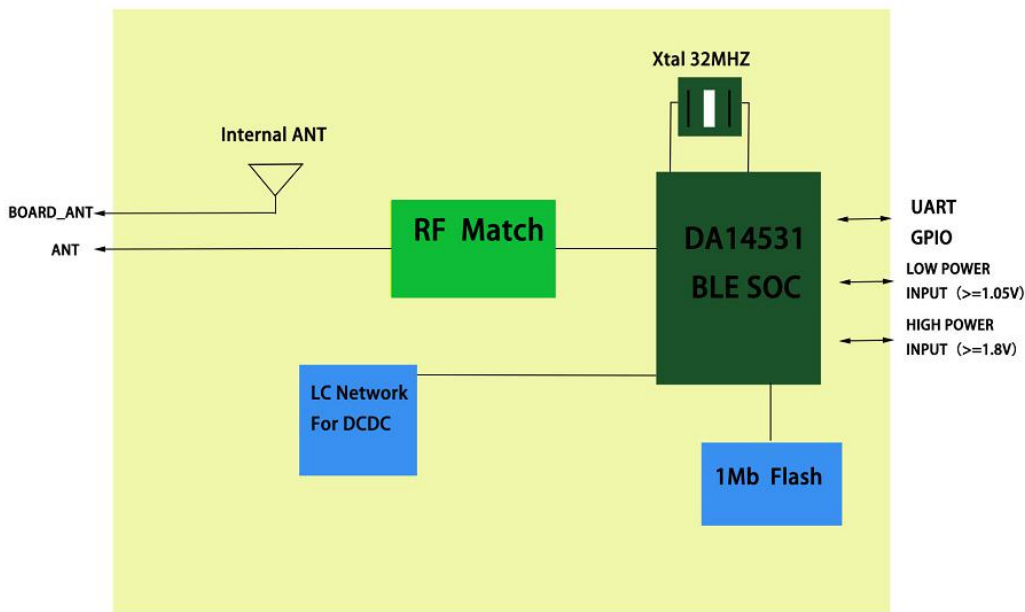 Xtal 32MHZ
Internal ANT
BOARD_ANT
ANT
RF Match
DA14531
BLE SOC
UART
GPIO
LOW POWER
INPUT（>=1.05V）
HIGH POWER
INPUT（>=1.8V）
LC Network
For DCDC
1Mb Flash